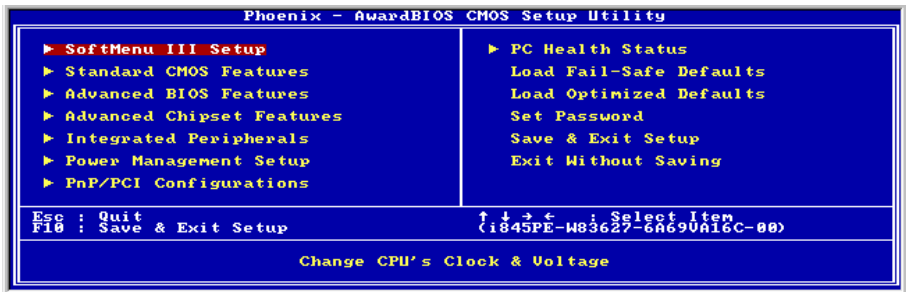 Phoenix - AwardBIOS CMOS Setup Utility
► SoftMenu III Setup
► Standard CMOS Features
► Advanced BIOS Features
► Advanced Chipset Features
► Integrated Peripherals
► Power Management Setup
► PnP/PCI Configurations
► PC Health Status
Load Fail-Safe Defaults
Load Optimized Defaults
Set Password
Save & Exit Setup
Exit Without Saving
Esc : Quit
F10 : Save & Exit Setup
↑ ↓ → ← : Select Item
(i845PE-W83627-6A69VA16C-00)
Change CPU's Clock & Voltage